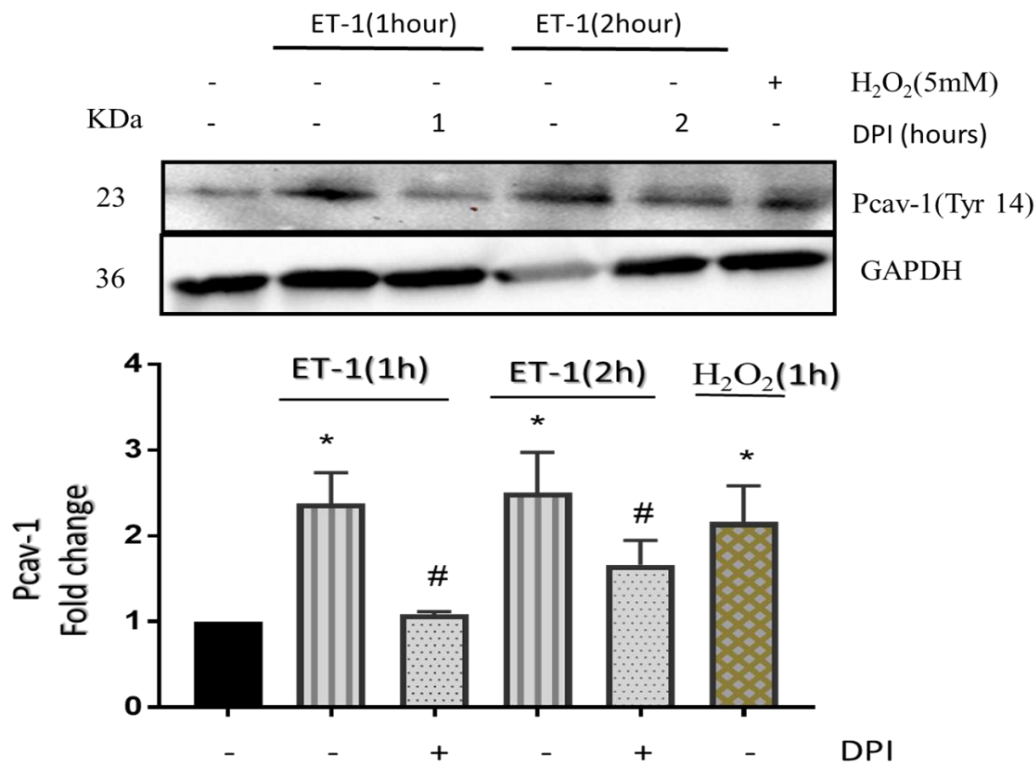 ET-1(1hour) ET-1(2hour)
- - - - - + H₂O₂(5mM)
KDa - - 1 - 2 - DPI (hours)
23 Pcav-1(Tyr 14)
36 GAPDH
4
ET-1(1h) ET-1(2h) H₂O₂(1h)
* * *
3
# #
2
1
0
Pcav-1
Fold change
- - + - + - DPI